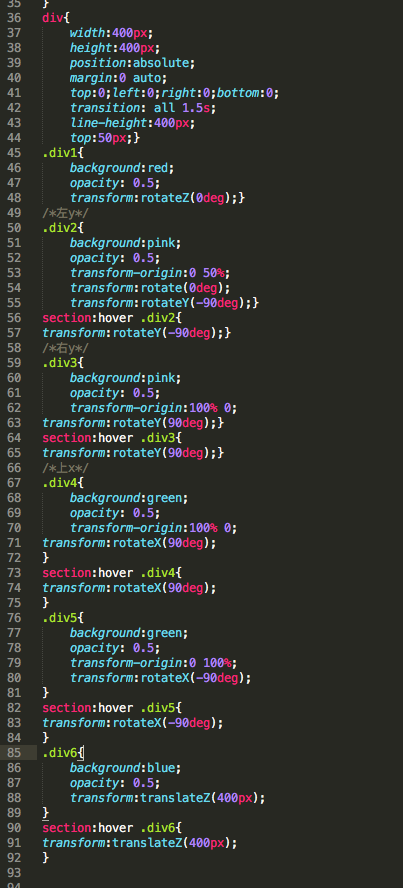 35 }
36 div{
37 width:400px;
38 height:400px;
39 position:absolute;
40 margin:0 auto;
41 top:0;left:0;right:0;bottom:0;
42 transition: all 1.5s;
43 line-height:400px;
44 top:50px;}
45 .div1{
46 background:red;
47 opacity: 0.5;
48 transform:rotateZ(0deg);}
49 /*左y*/
50 .div2{
51 background:pink;
52 opacity: 0.5;
53 transform-origin:0 50%;
54 transform:rotate(0deg);
55 transform:rotateY(-90deg);}
56 section:hover .div2{
57 transform:rotateY(-90deg);}
58 /*右y*/
59 .div3{
60 background:pink;
61 opacity: 0.5;
62 transform-origin:100% 0;
63 transform:rotateY(90deg);}
64 section:hover .div3{
65 transform:rotateY(90deg);}
66 /*上x*/
67 .div4{
68 background:green;
69 opacity: 0.5;
70 transform-origin:100% 0;
71 transform:rotateX(90deg);
72 }
73 section:hover .div4{
74 transform:rotateX(90deg);
75 }
76 .div5{
77 background:green;
78 opacity: 0.5;
79 transform-origin:0 100%;
80 transform:rotateX(-90deg);
81 }
82 section:hover .div5{
83 transform:rotateX(-90deg);
84 }
85 .div6{
86 background:blue;
87 opacity: 0.5;
88 transform:translateZ(400px);
89 }
90 section:hover .div6{
91 transform:translateZ(400px);
92 }
93
94